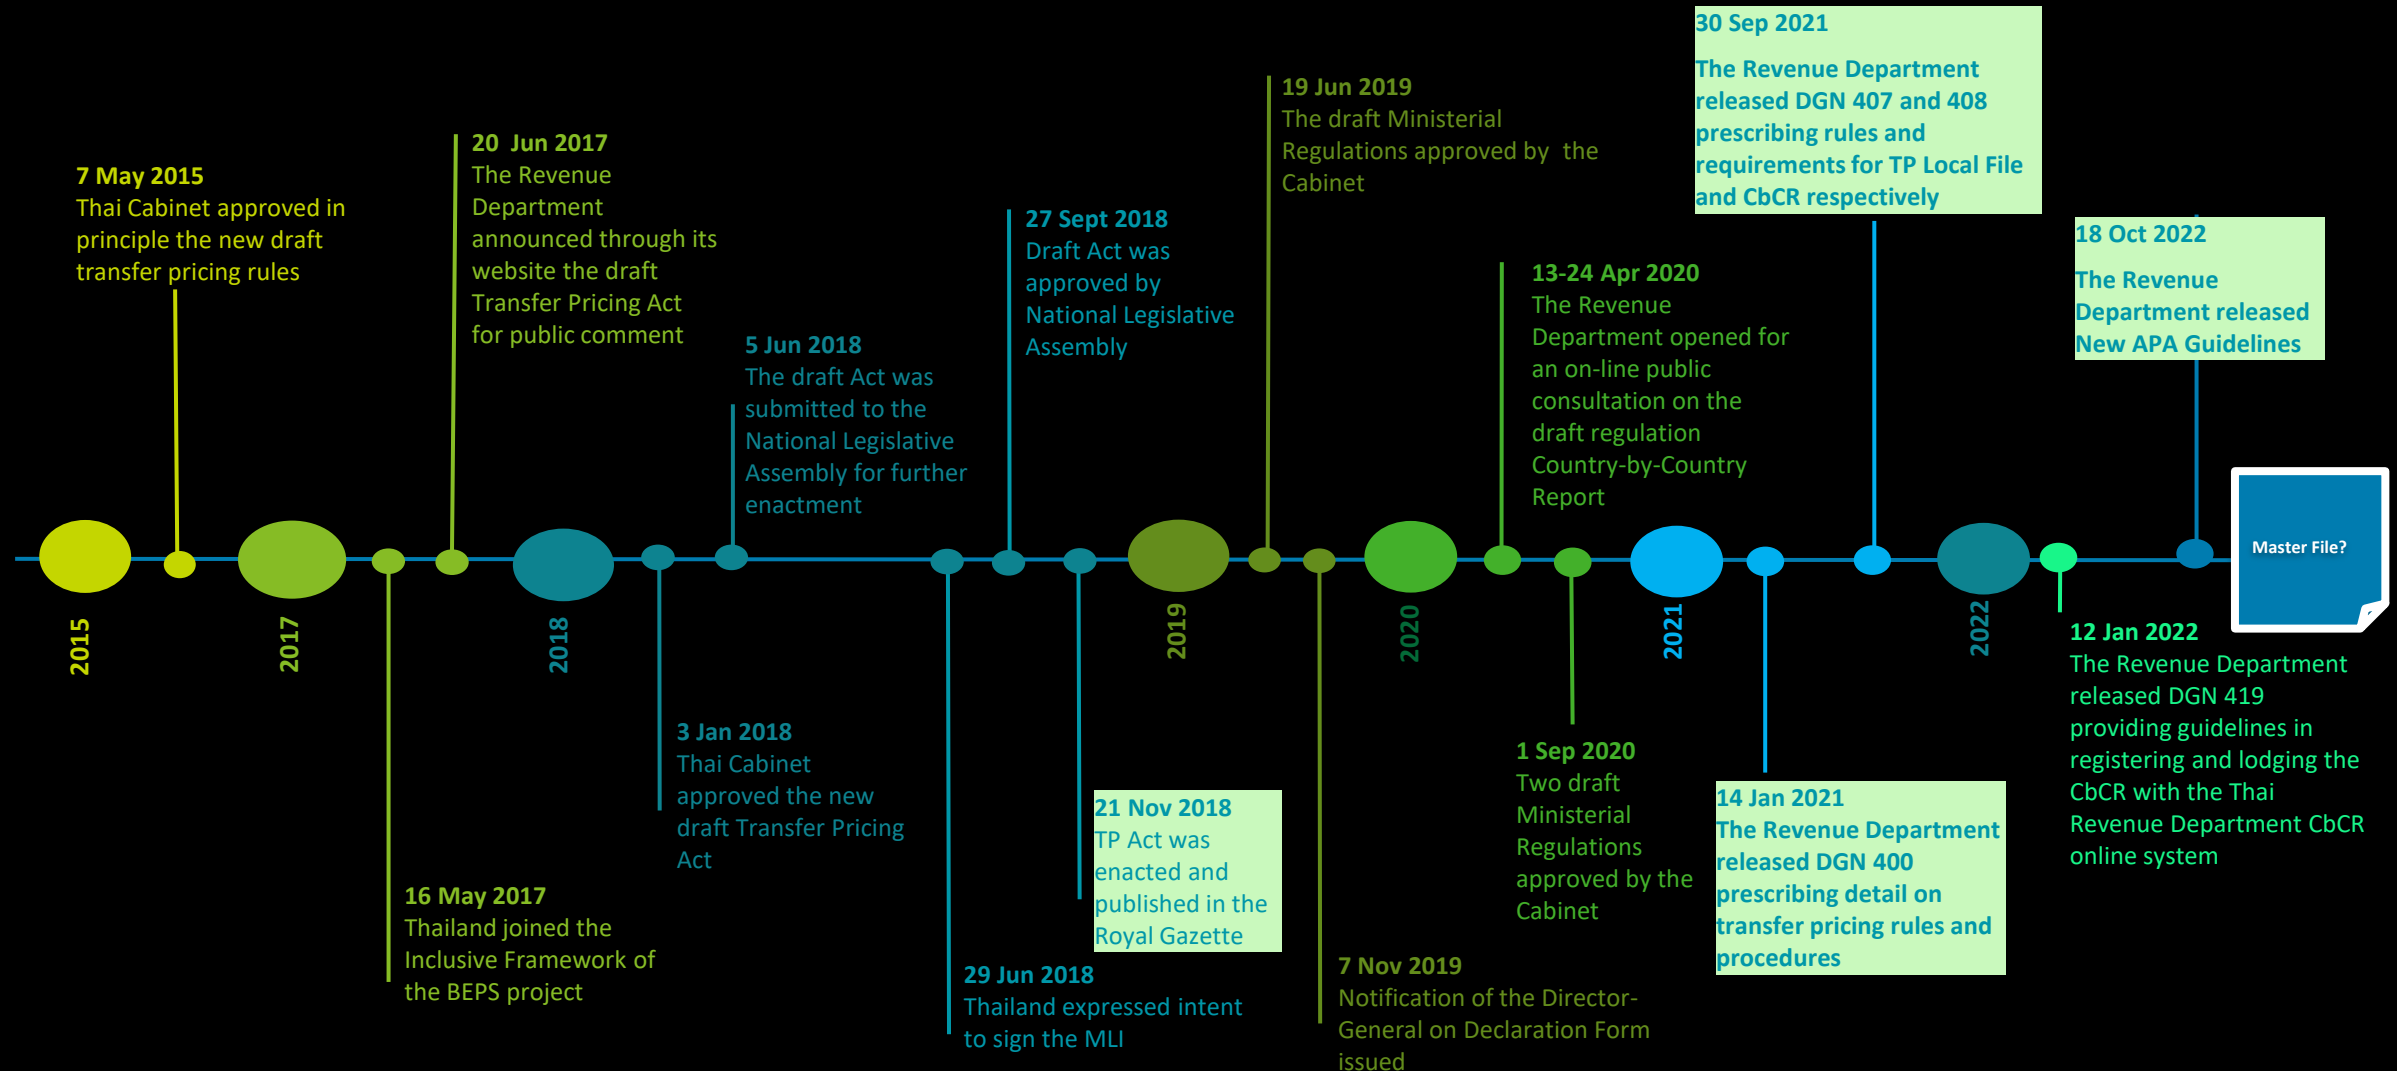 7 May 2015
Thai Cabinet approved in
principle the new draft
transfer pricing rules
20 Jun 2017
The Revenue
Department
announced through its
website the draft
Transfer Pricing Act
for public comment
5 Jun 2018
The draft Act was
submitted to the
National Legislative
Assembly for further
enactment
27 Sept 2018
Draft Act was
approved by
National Legislative
Assembly
19 Jun 2019
The draft Ministerial
Regulations approved by the
Cabinet
13-24 Apr 2020
The Revenue
Department opened for
an on-line public
consultation on the
draft regulation
Country-by-Country
Report
30 Sep 2021
The Revenue Department
released DGN 407 and 408
prescribing rules and
requirements for TP Local File
and CbCR respectively
18 Oct 2022
The Revenue
Department released
New APA Guidelines
Master File?
2015
2017
2018
2019
2020
2021
2022
16 May 2017
Thailand joined the
Inclusive Framework of
the BEPS project
3 Jan 2018
Thai Cabinet
approved the new
draft Transfer Pricing
Act
29 Jun 2018
Thailand expressed intent
to sign the MLI
21 Nov 2018
TP Act was
enacted and
published in the
Royal Gazette
7 Nov 2019
Notification of the Director-
General on Declaration Form
issued
1 Sep 2020
Two draft
Ministerial
Regulations
approved by the
Cabinet
14 Jan 2021
The Revenue Department
released DGN 400
prescribing detail on
transfer pricing rules and
procedures
12 Jan 2022
The Revenue Department
released DGN 419
providing guidelines in
registering and lodging the
CbCR with the Thai
Revenue Department CbCR
online system